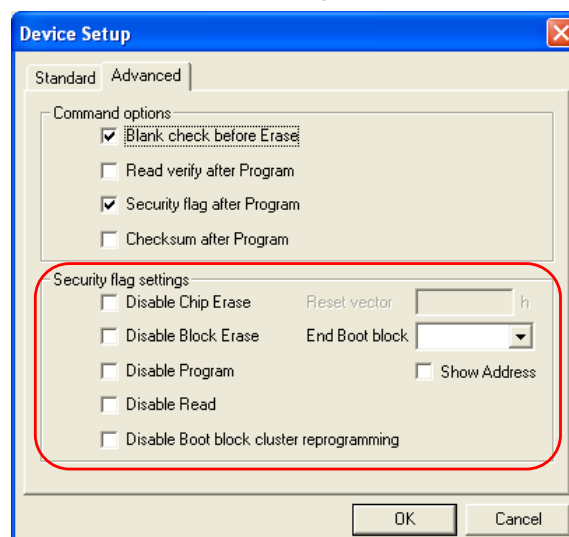 Device Setup
Standard Advanced
Command options
Blank check before Erase
Read verify after Program
Security flag after Program
Checksum after Program
Security flag settings
Disable Chip Erase Reset vector h
Disable Block Erase End Boot block
Disable Program Show Address
Disable Read
Disable Boot block cluster reprogramming
OK Cancel